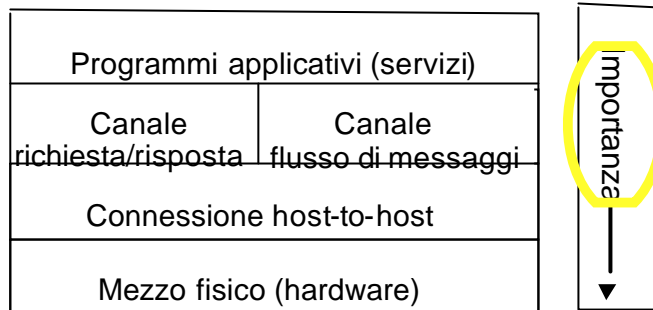 Programmi applicativi (servizi)
Canale
richiesta/risposta
Canale
flusso di messaggi
Connessione host-to-host
Mezzo fisico (hardware)
Importanza